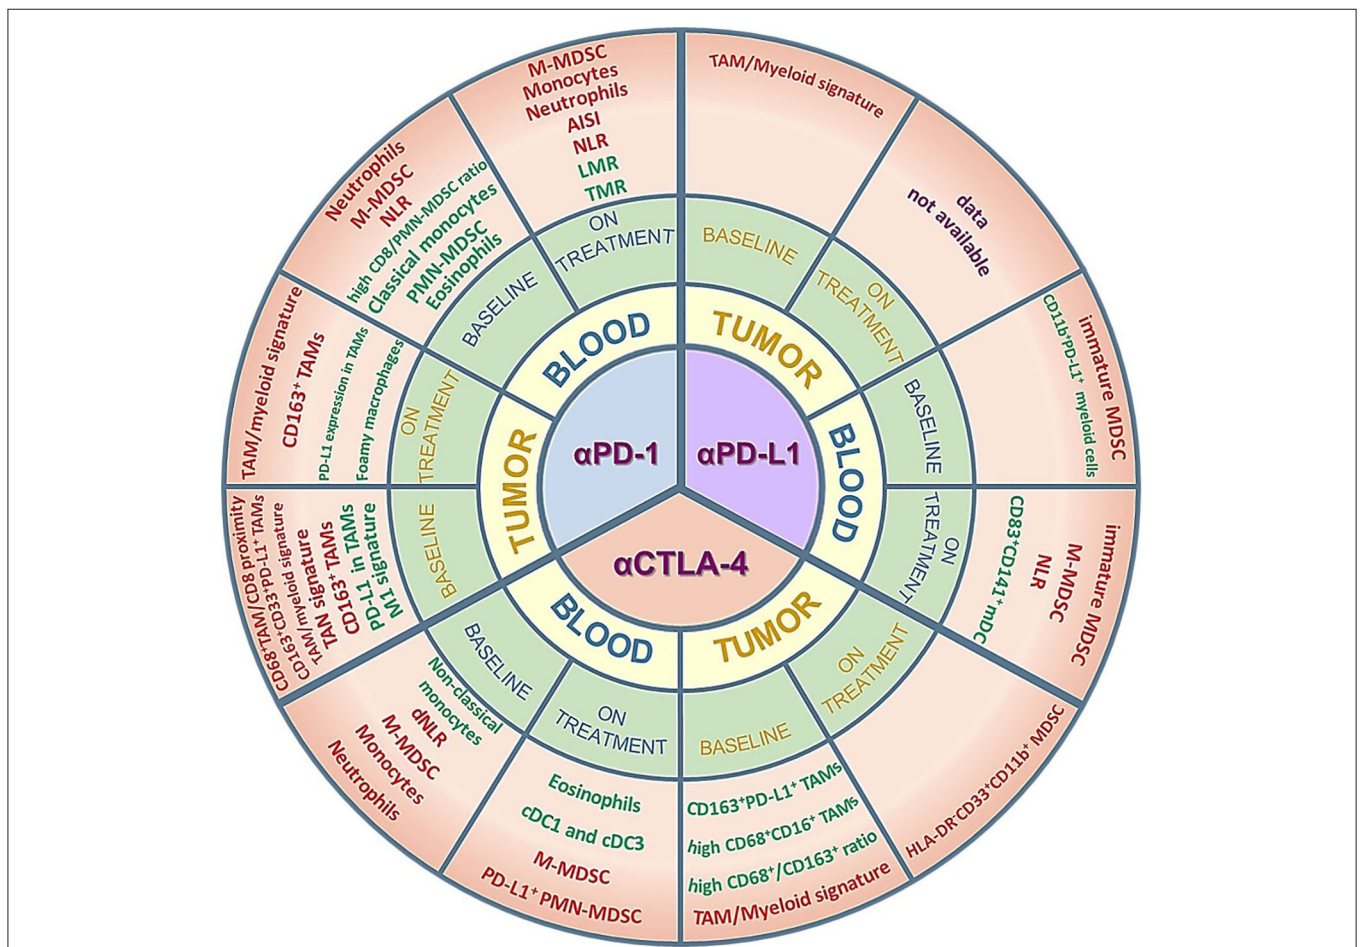 αPD-1
αPD-L1
αCTLA-4
BLOOD
TUMOR
BLOOD
TUMOR
BLOOD
TUMOR
ON
TREATMENT
M-MDSC
Monocytes
Neutrophils
AISI
NLR
LMR
TMR
BASELINE
TAM/Myeloid signature
ON
TREATMENT
data
not available
BASELINE
immature MDSC
CD11b⁺PD-L1⁺ myeloid cells
ON
TREATMENT
immature MDSC
M-MDSC
NLR
CD83⁺CD141⁺mDC
ON
TREATMENT
HLA-DR⁻CD33⁺CD11b⁺ MDSC
BASELINE
CD163⁺PD-L1⁺ TAMs
high CD68⁺CD16⁺ TAMs
high CD68⁺/CD163⁺ ratio
TAM/Myeloid signature
ON
TREATMENT
Eosinophils
cDC1 and cDC3
M-MDSC
PD-L1⁺ PMN-MDSC
BASELINE
Non-classical
monocytes
dNLR
M-MDSC
Monocytes
Neutrophils
BASELINE
CD68⁺TAM/CD8 proximity
CD163⁺CD33⁺PD-L1⁺ TAMs
TAM/myeloid signature
TAN signature
CD163⁺ TAMs
PD-L1 in TAMs
M1 signature
ON
TREATMENT
TAM/myeloid signature
CD163⁺ TAMs
PD-L1 expression in TAMs
Foamy macrophages
BASELINE
Neutrophils
M-MDSC
NLR
high CD8/PMN-MDSC ratio
Classical monocytes
PMN-MDSC
Eosinophils